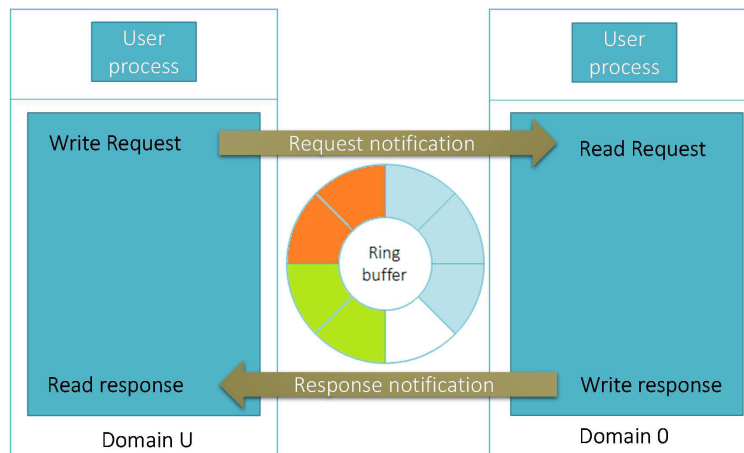 User
process
User
process
Write Request
Request notification
Read Request
Ring
buffer
Read response
Response notification
Write response
Domain U
Domain 0